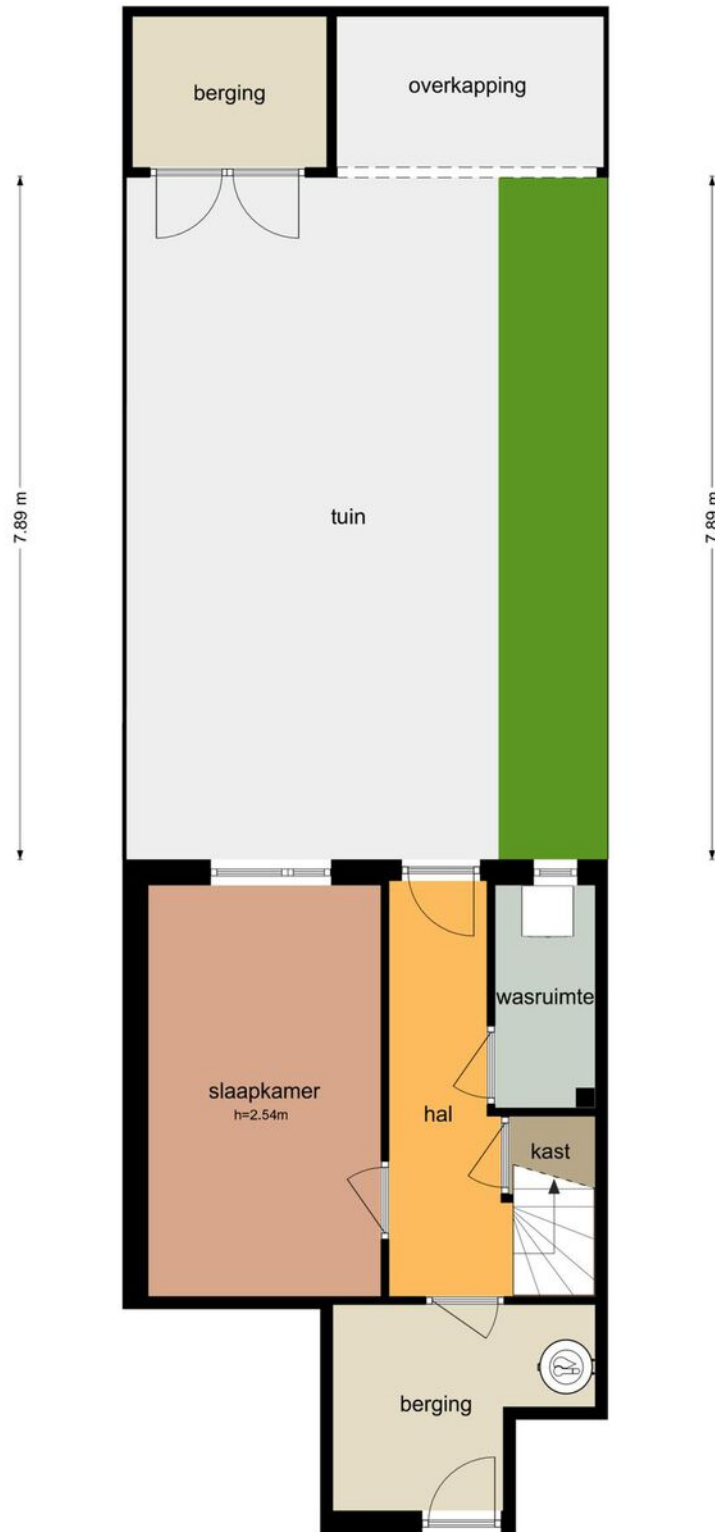 berging
overkapping
7.89 m
7.89 m
tuin
wasruimte
slaapkamer
h=2.54m
hal
kast
berging